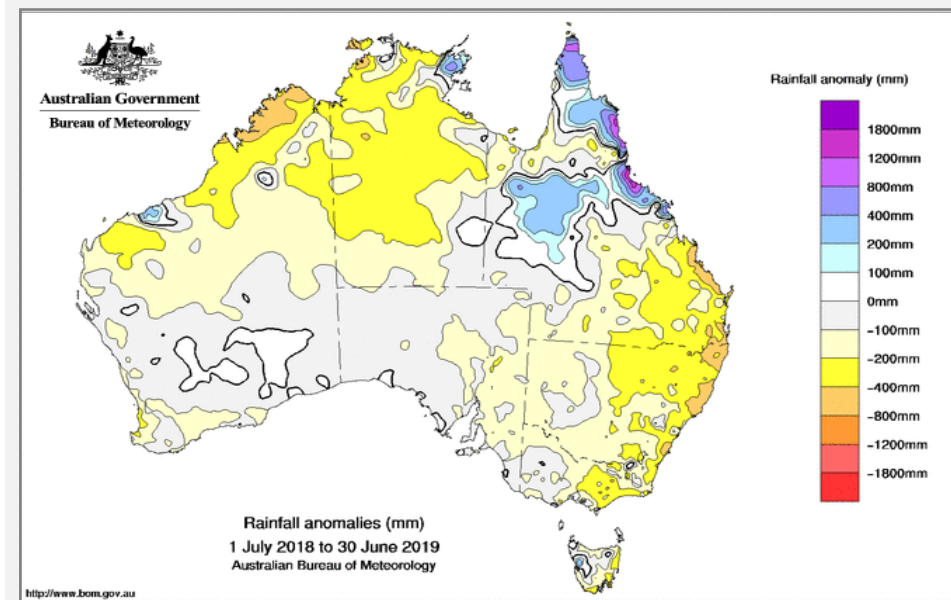 Australian Government
Bureau of Meteorology
Rainfall anomaly (mm)
1800mm
1200mm
800mm
400mm
200mm
100mm
0mm
-100mm
-200mm
-400mm
-800mm
-1200mm
-1800mm
Rainfall anomalies (mm)
1 July 2018 to 30 June 2019
Australian Bureau of Meteorology
http://www.bom.gov.au